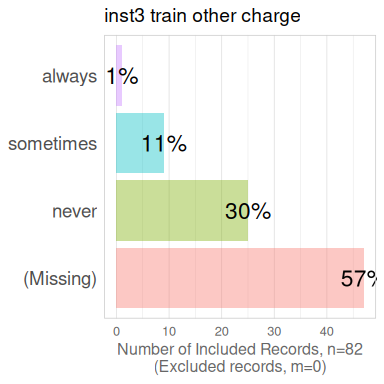 inst3 train other charge
always 1%
sometimes 11%
never 30%
(Missing) 57%
0 10 20 30 40
Number of Included Records, n=82
(Excluded records, m=0)